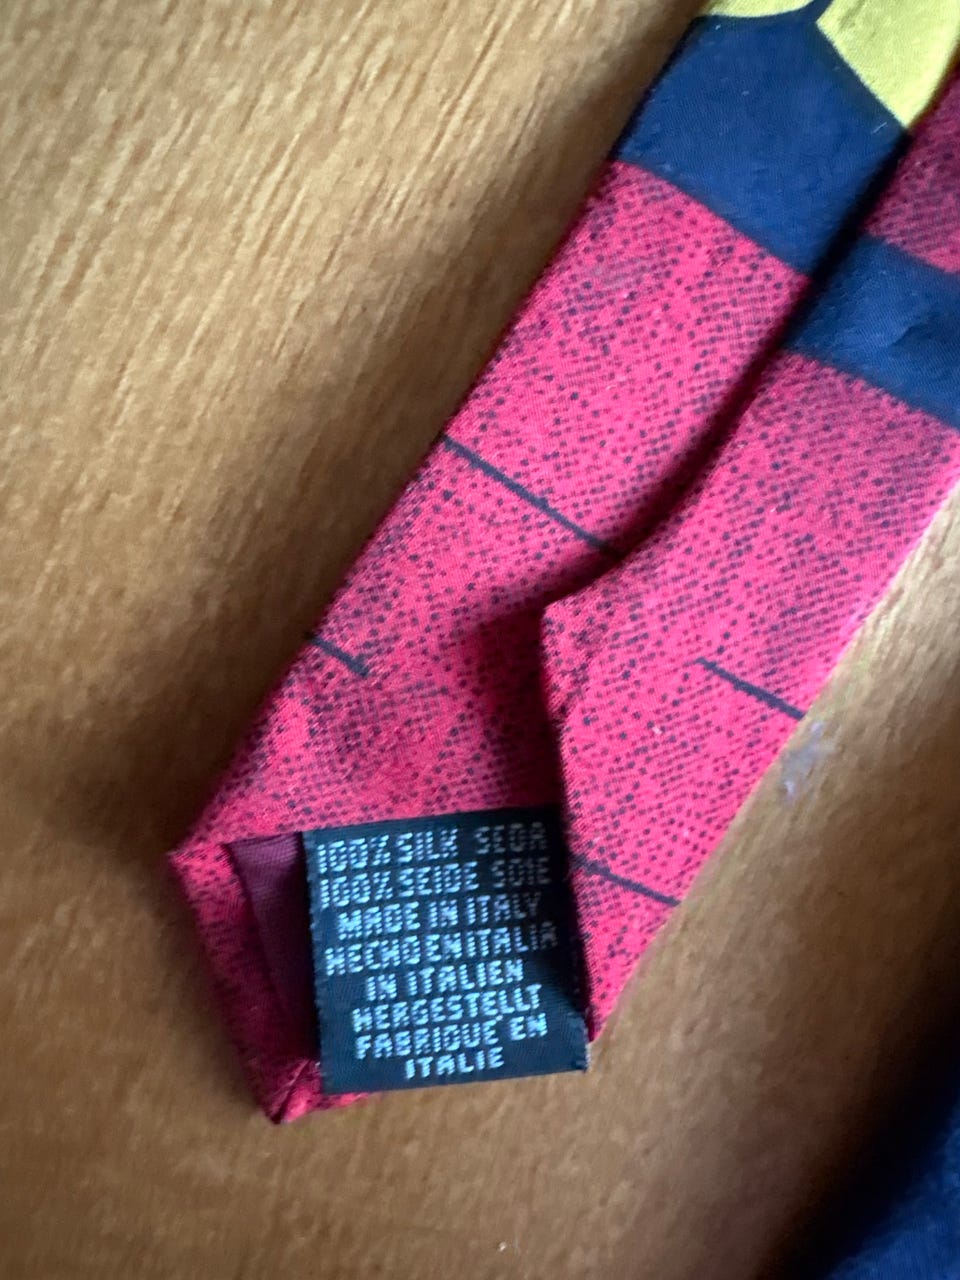 100% SILK SEDA
100% SEIDE SOIE
MADE IN ITALY
HECHO EN ITALIA
IN ITALIEN
HERGESTELLT
FABRIQUE EN
ITALIE